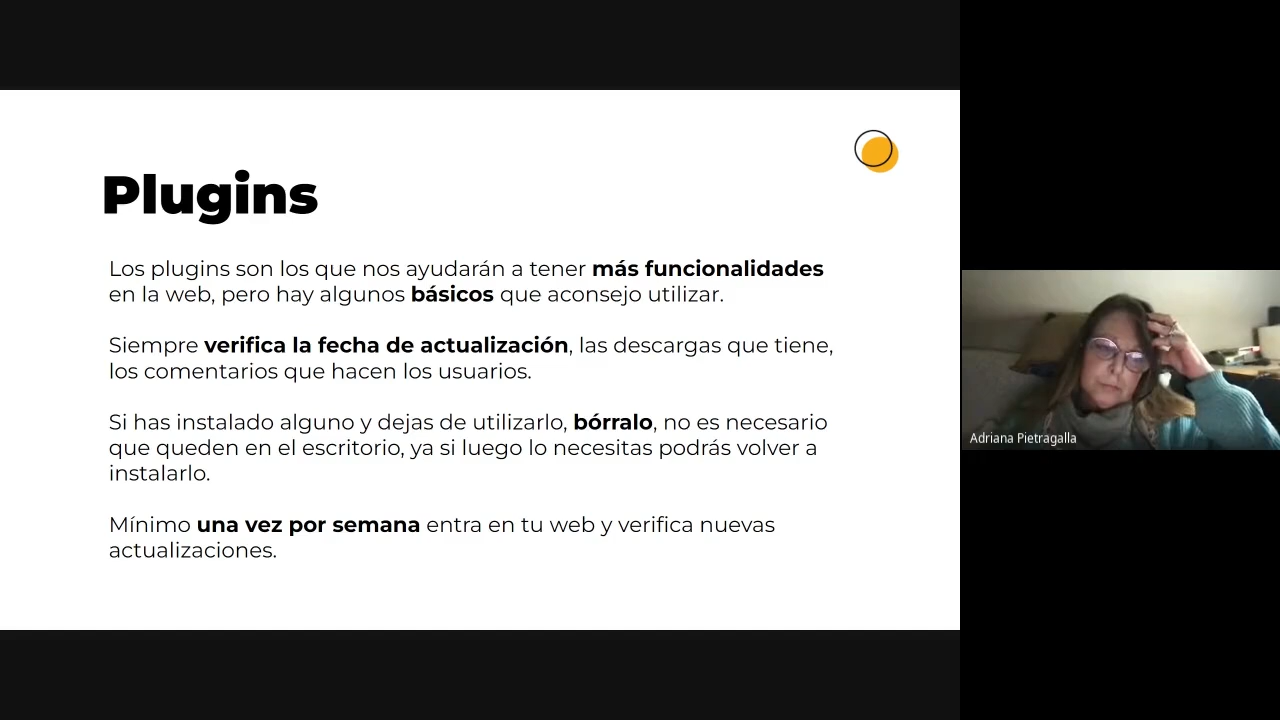 Plugins
Los plugins son los que nos ayudarán a tener más funcionalidades
en la web, pero hay algunos básicos que aconsejo utilizar.
Siempre verifica la fecha de actualización, las descargas que tiene,
los comentarios que hacen los usuarios.
Si has instalado alguno y dejas de utilizarlo, bórralo, no es necesario
que queden en el escritorio, ya si luego lo necesitas podrás volver a
instalarlo.
Mínimo una vez por semana entra en tu web y verifica nuevas
actualizaciones.
Adriana Pietragalla